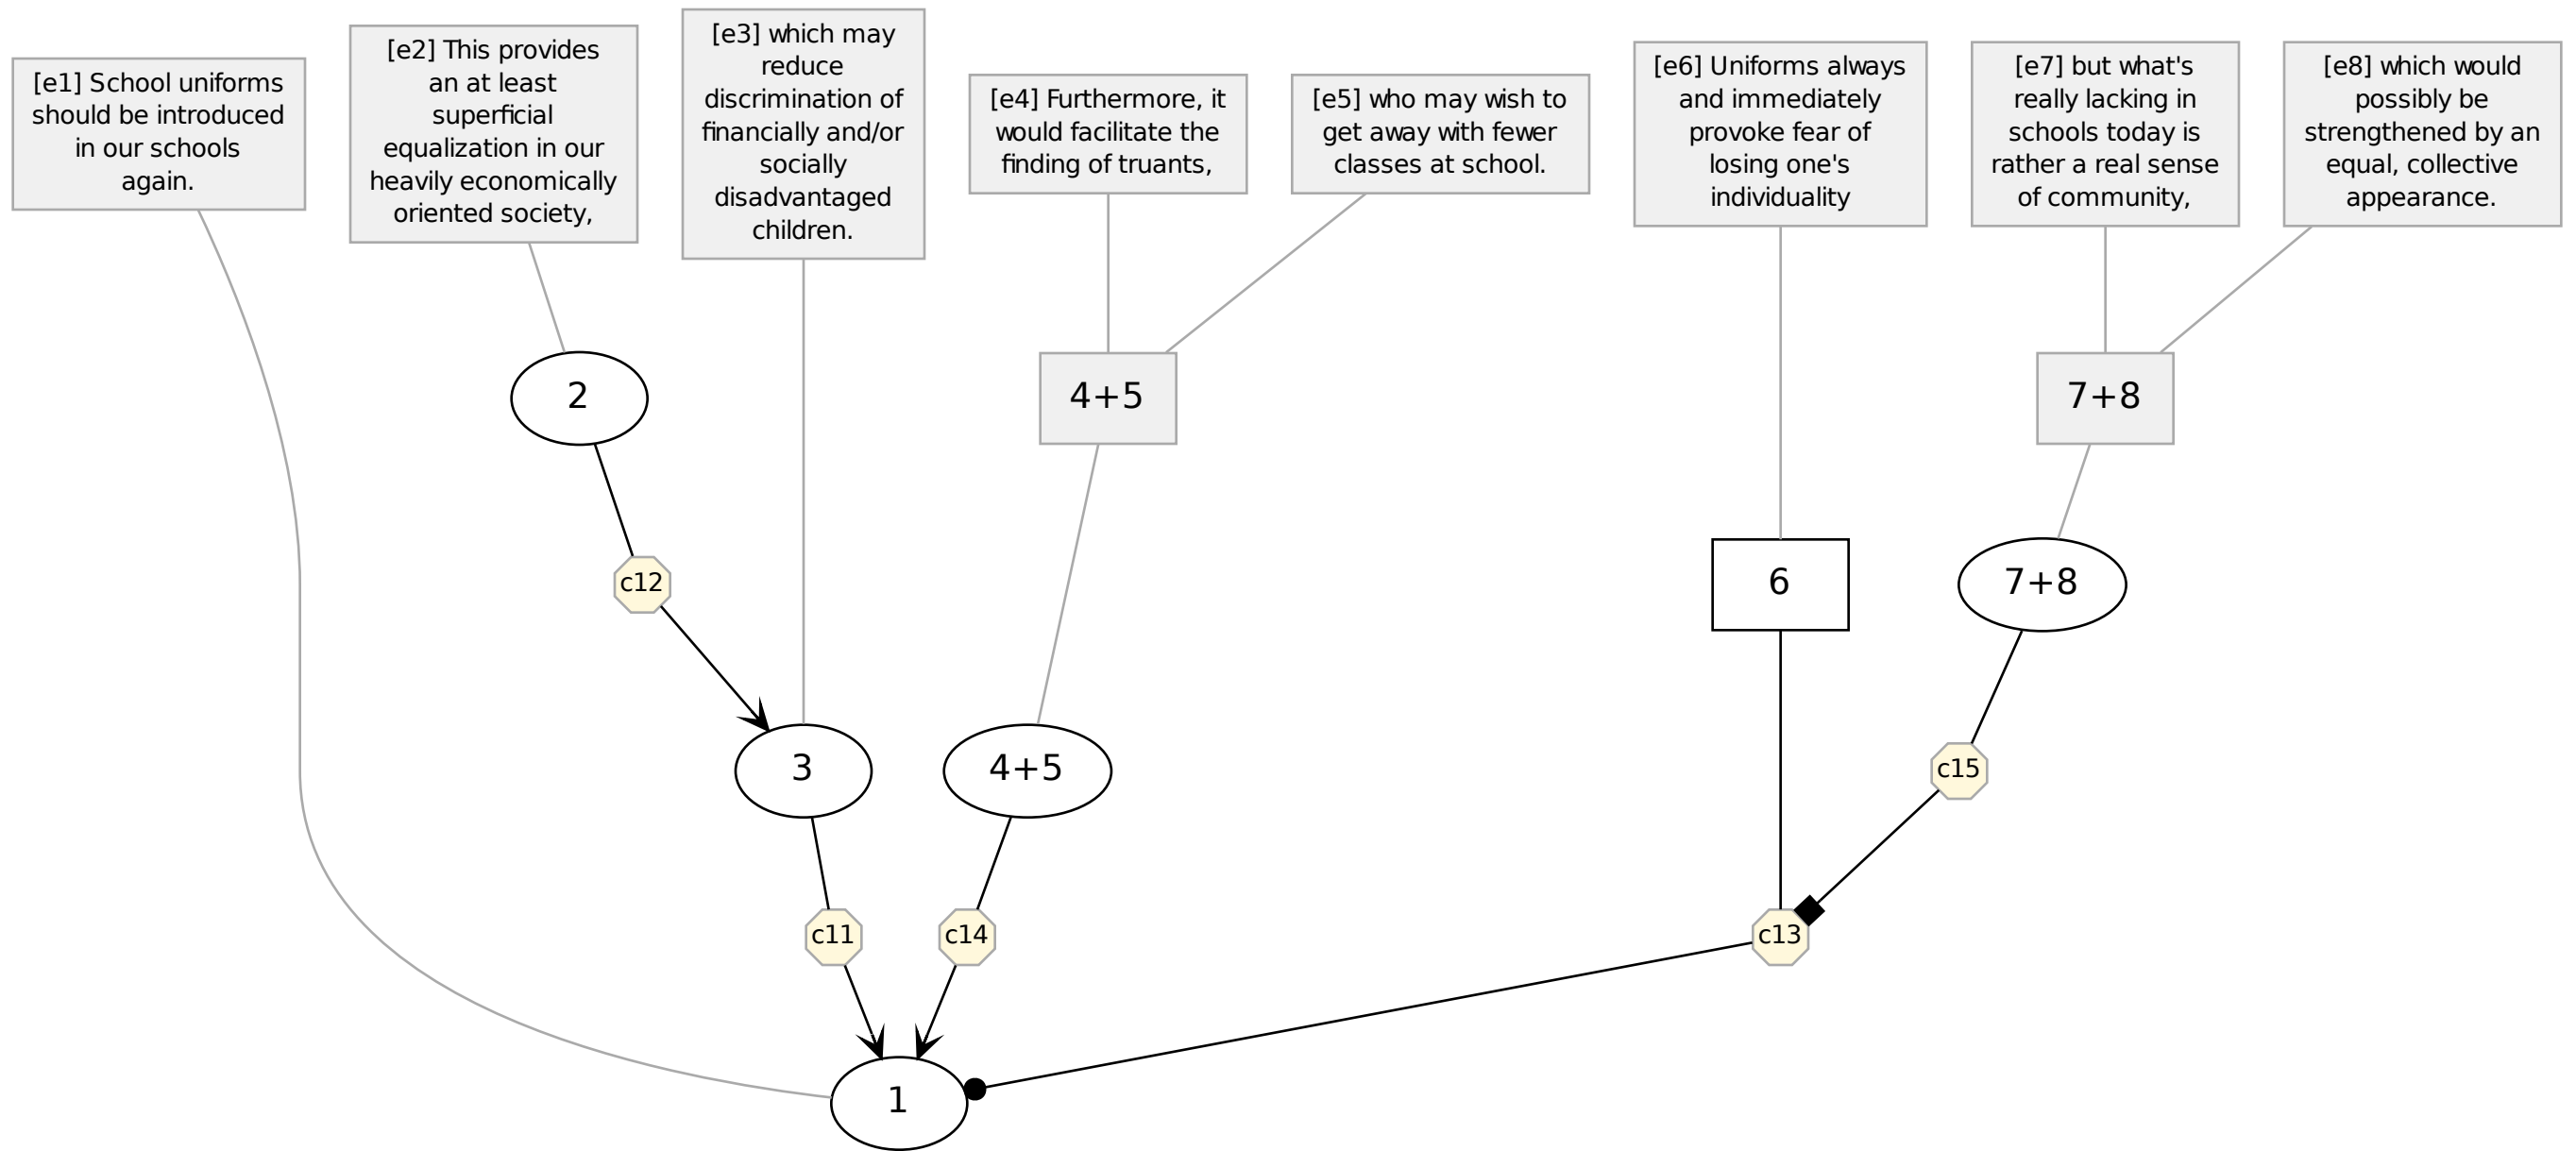 [e1] School uniforms
should be introduced
in our schools
again.
[e2] This provides
an at least
superficial
equalization in our
heavily economically
oriented society,
[e3] which may
reduce
discrimination of
financially and/or
socially
disadvantaged
children.
[e4] Furthermore, it
would facilitate the
finding of truants,
[e5] who may wish to
get away with fewer
classes at school.
[e6] Uniforms always
and immediately
provoke fear of
losing one's
individuality
[e7] but what's
really lacking in
schools today is
rather a real sense
of community,
[e8] which would
possibly be
strengthened by an
equal, collective
appearance.
2
4+5
7+8
c12
6
7+8
3
4+5
c15
c11
c14
c13
1